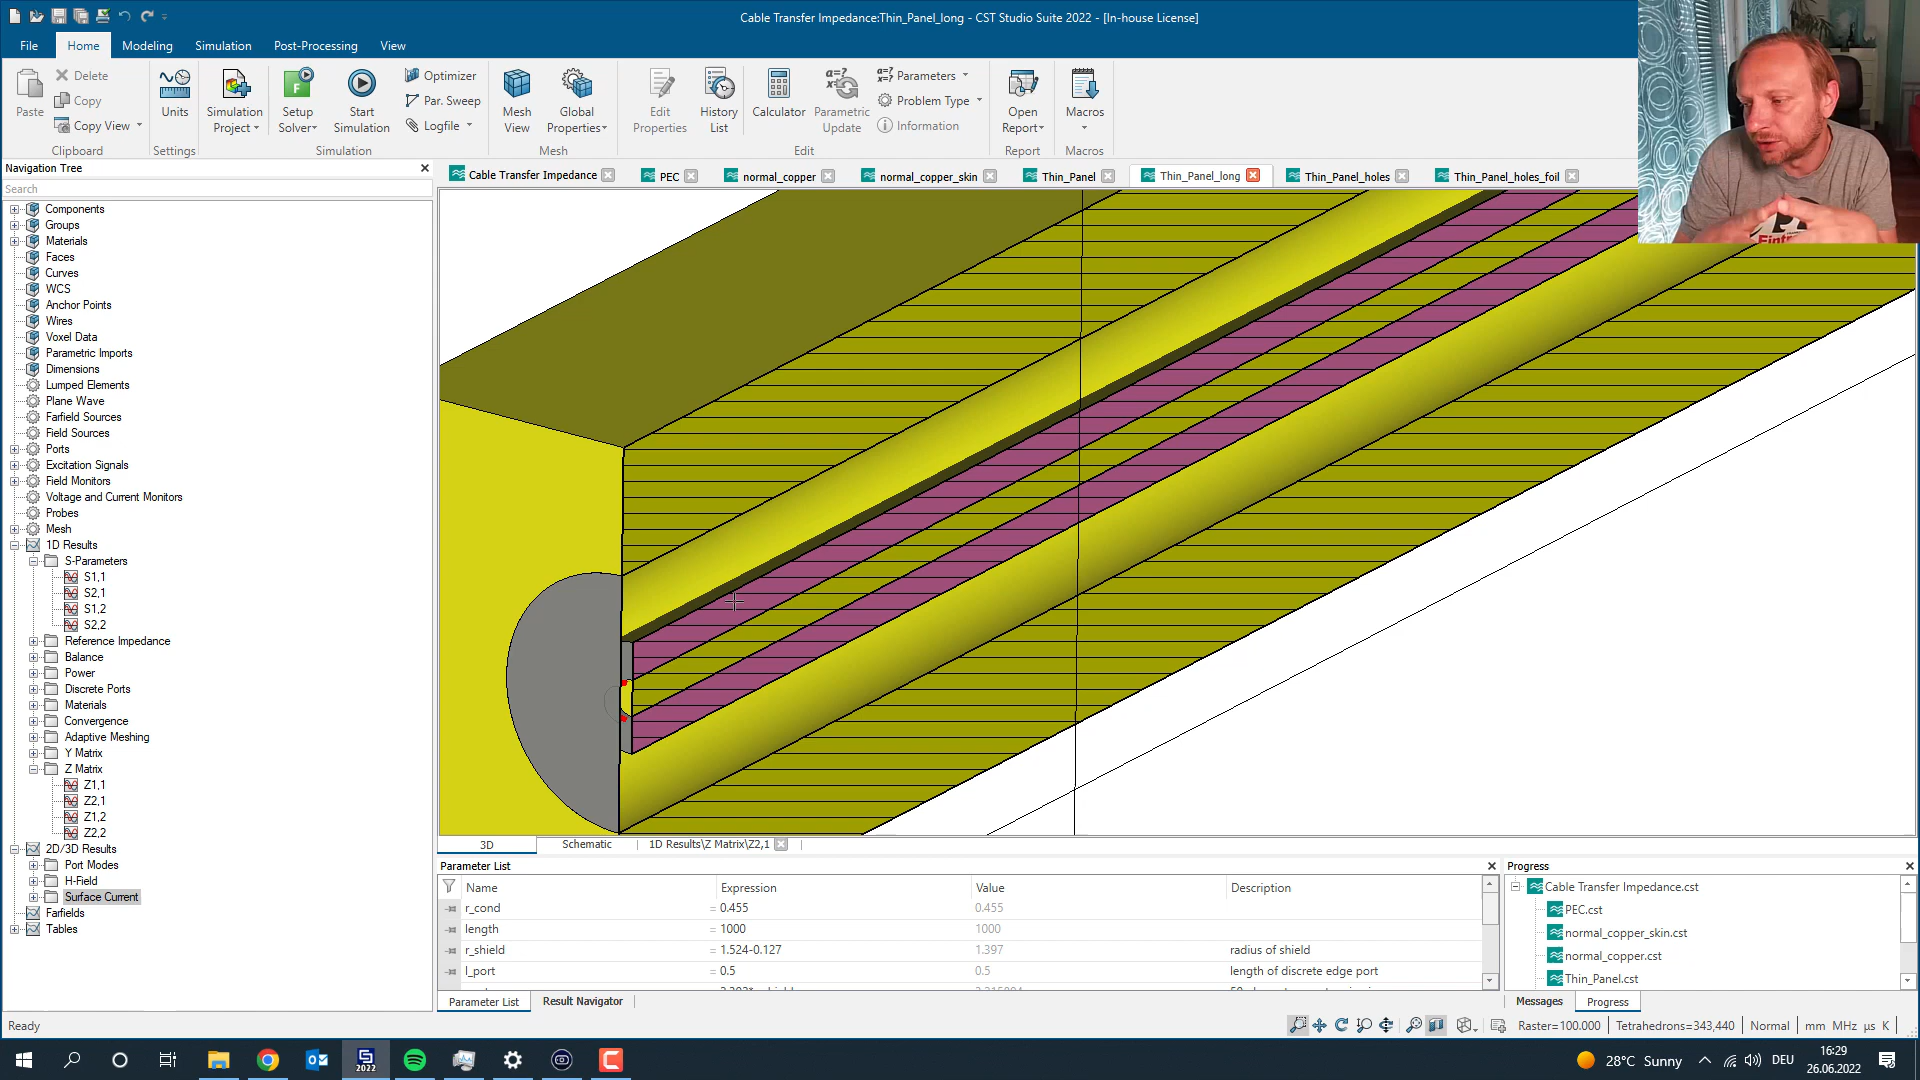 Cable Transfer Impedance:Thin_Panel_long - CST Studio Suite 2022 - [In-house License]
File Home Modeling Simulation Post-Processing View
Paste
Delete
Copy
Copy View
Clipboard
Units
Settings
Simulation Project
Setup Solver
Start Simulation
Optimizer
Par. Sweep
Logfile
Simulation
Mesh View
Global Properties
Mesh
Edit Properties
History List
Calculator
Parametric Update
Parameters
Problem Type
Information
Edit
Open Report
Report
Macros
Macros
Navigation Tree
Search
Components
Groups
Materials
Faces
Curves
WCS
Anchor Points
Wires
Voxel Data
Parametric Imports
Dimensions
Lumped Elements
Plane Wave
Farfield Sources
Field Sources
Ports
Excitation Signals
Field Monitors
Voltage and Current Monitors
Probes
Mesh
1D Results
S-Parameters
S1,1
S2,1
S1,2
S2,2
Reference Impedance
Balance
Power
Discrete Ports
Materials
Convergence
Adaptive Meshing
Y Matrix
Z Matrix
Z1,1
Z2,1
Z1,2
Z2,2
2D/3D Results
Port Modes
H-Field
Surface Current
Farfields
Tables
Cable Transfer Impedance PEC normal_copper normal_copper_skin Thin_Panel Thin_Panel_long Thin_Panel_holes Thin_Panel_holes_foil
3D Schematic 1D Results\Z Matrix\Z2,1
Parameter List
Name Expression Value Description
r_cond = 0.455 0.455
length = 1000 1000
r_shield = 1.524-0.127 1.397 radius of shield
l_port = 0.5 0.5 length of discrete edge port
Parameter List Result Navigator
Progress
Cable Transfer Impedance.cst
PEC.cst
normal_copper_skin.cst
normal_copper.cst
Thin_Panel.cst
Messages Progress
Ready
Raster=100.000 Tetrahedrons=343,440 Normal mm MHz µs K
2022
28°C Sunny
DEU
16:29
26.06.2022